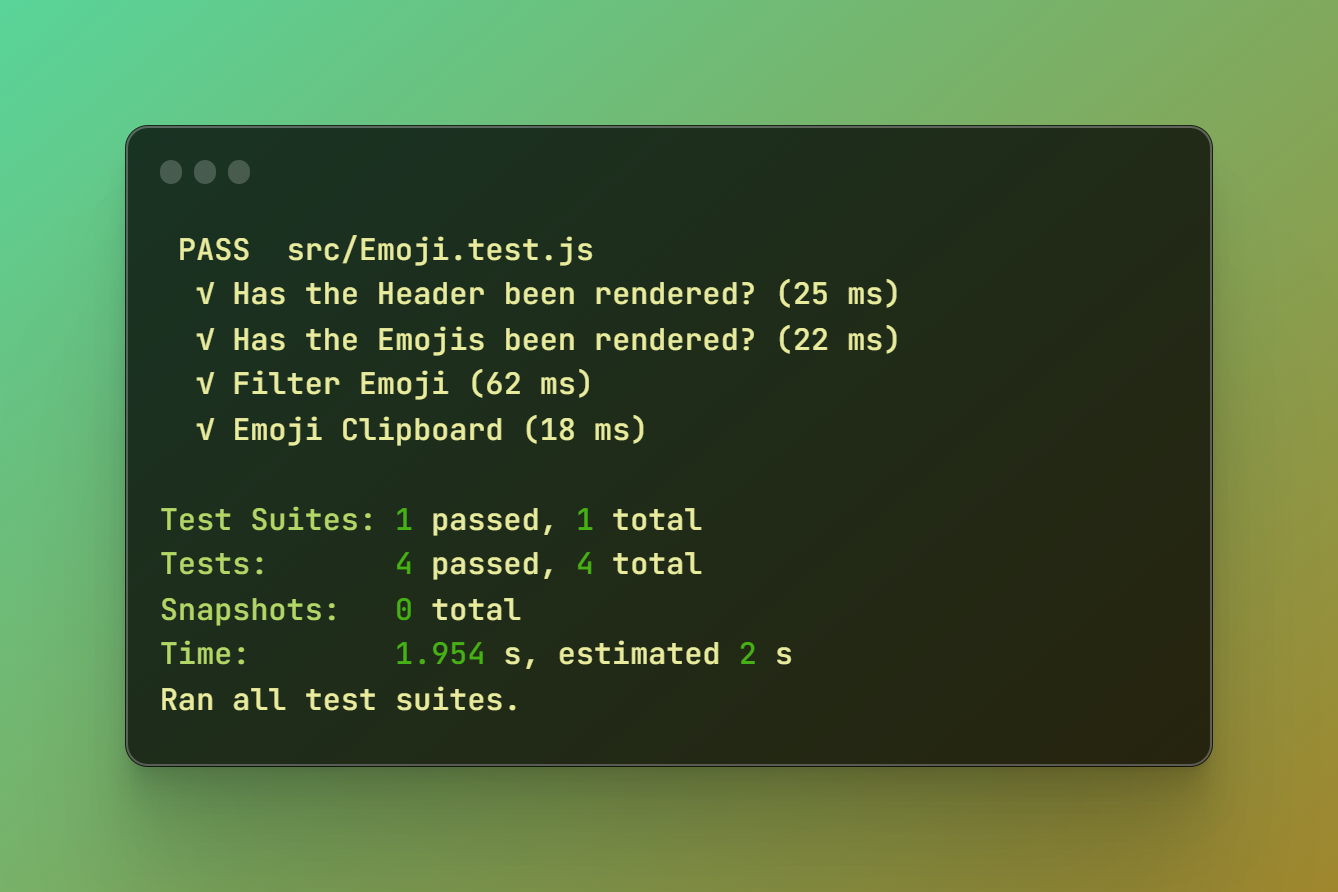 PASS  src/Emoji.test.js
√ Has the Header been rendered? (25 ms)
√ Has the Emojis been rendered? (22 ms)
√ Filter Emoji (62 ms)
√ Emoji Clipboard (18 ms)
Test Suites: 1 passed, 1 total
Tests:       4 passed, 4 total
Snapshots:   0 total
Time:        1.954 s, estimated 2 s
Ran all test suites.